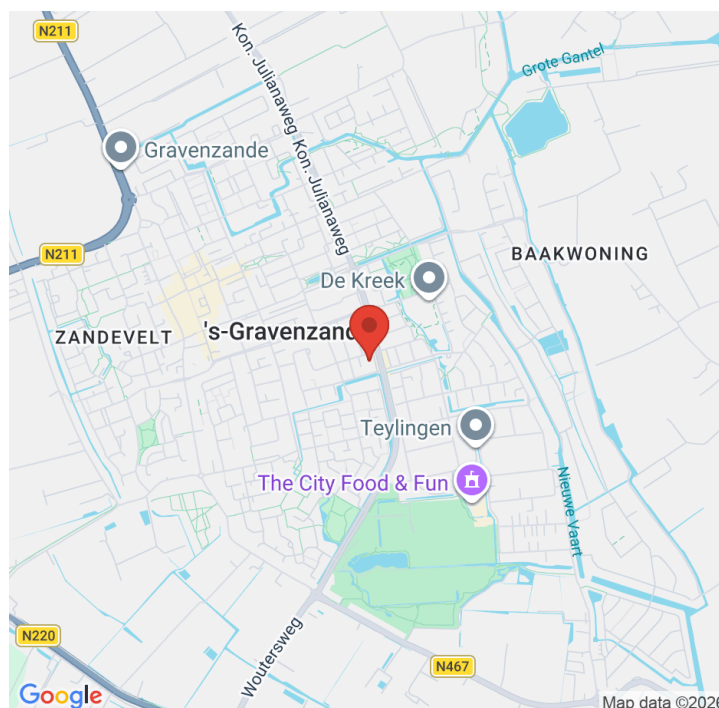 N211
Kon. Julianaweg
Kon. Julianaweg
Grote Gantel
Gravenzande
N211
BAAKWONING
De Kreek
ZANDEVELT
's-Gravenzand
Teylingen
The City Food & Fun
Nieuwe Vaart
N220
Woutersweg
N467
Google
Map data ©2026